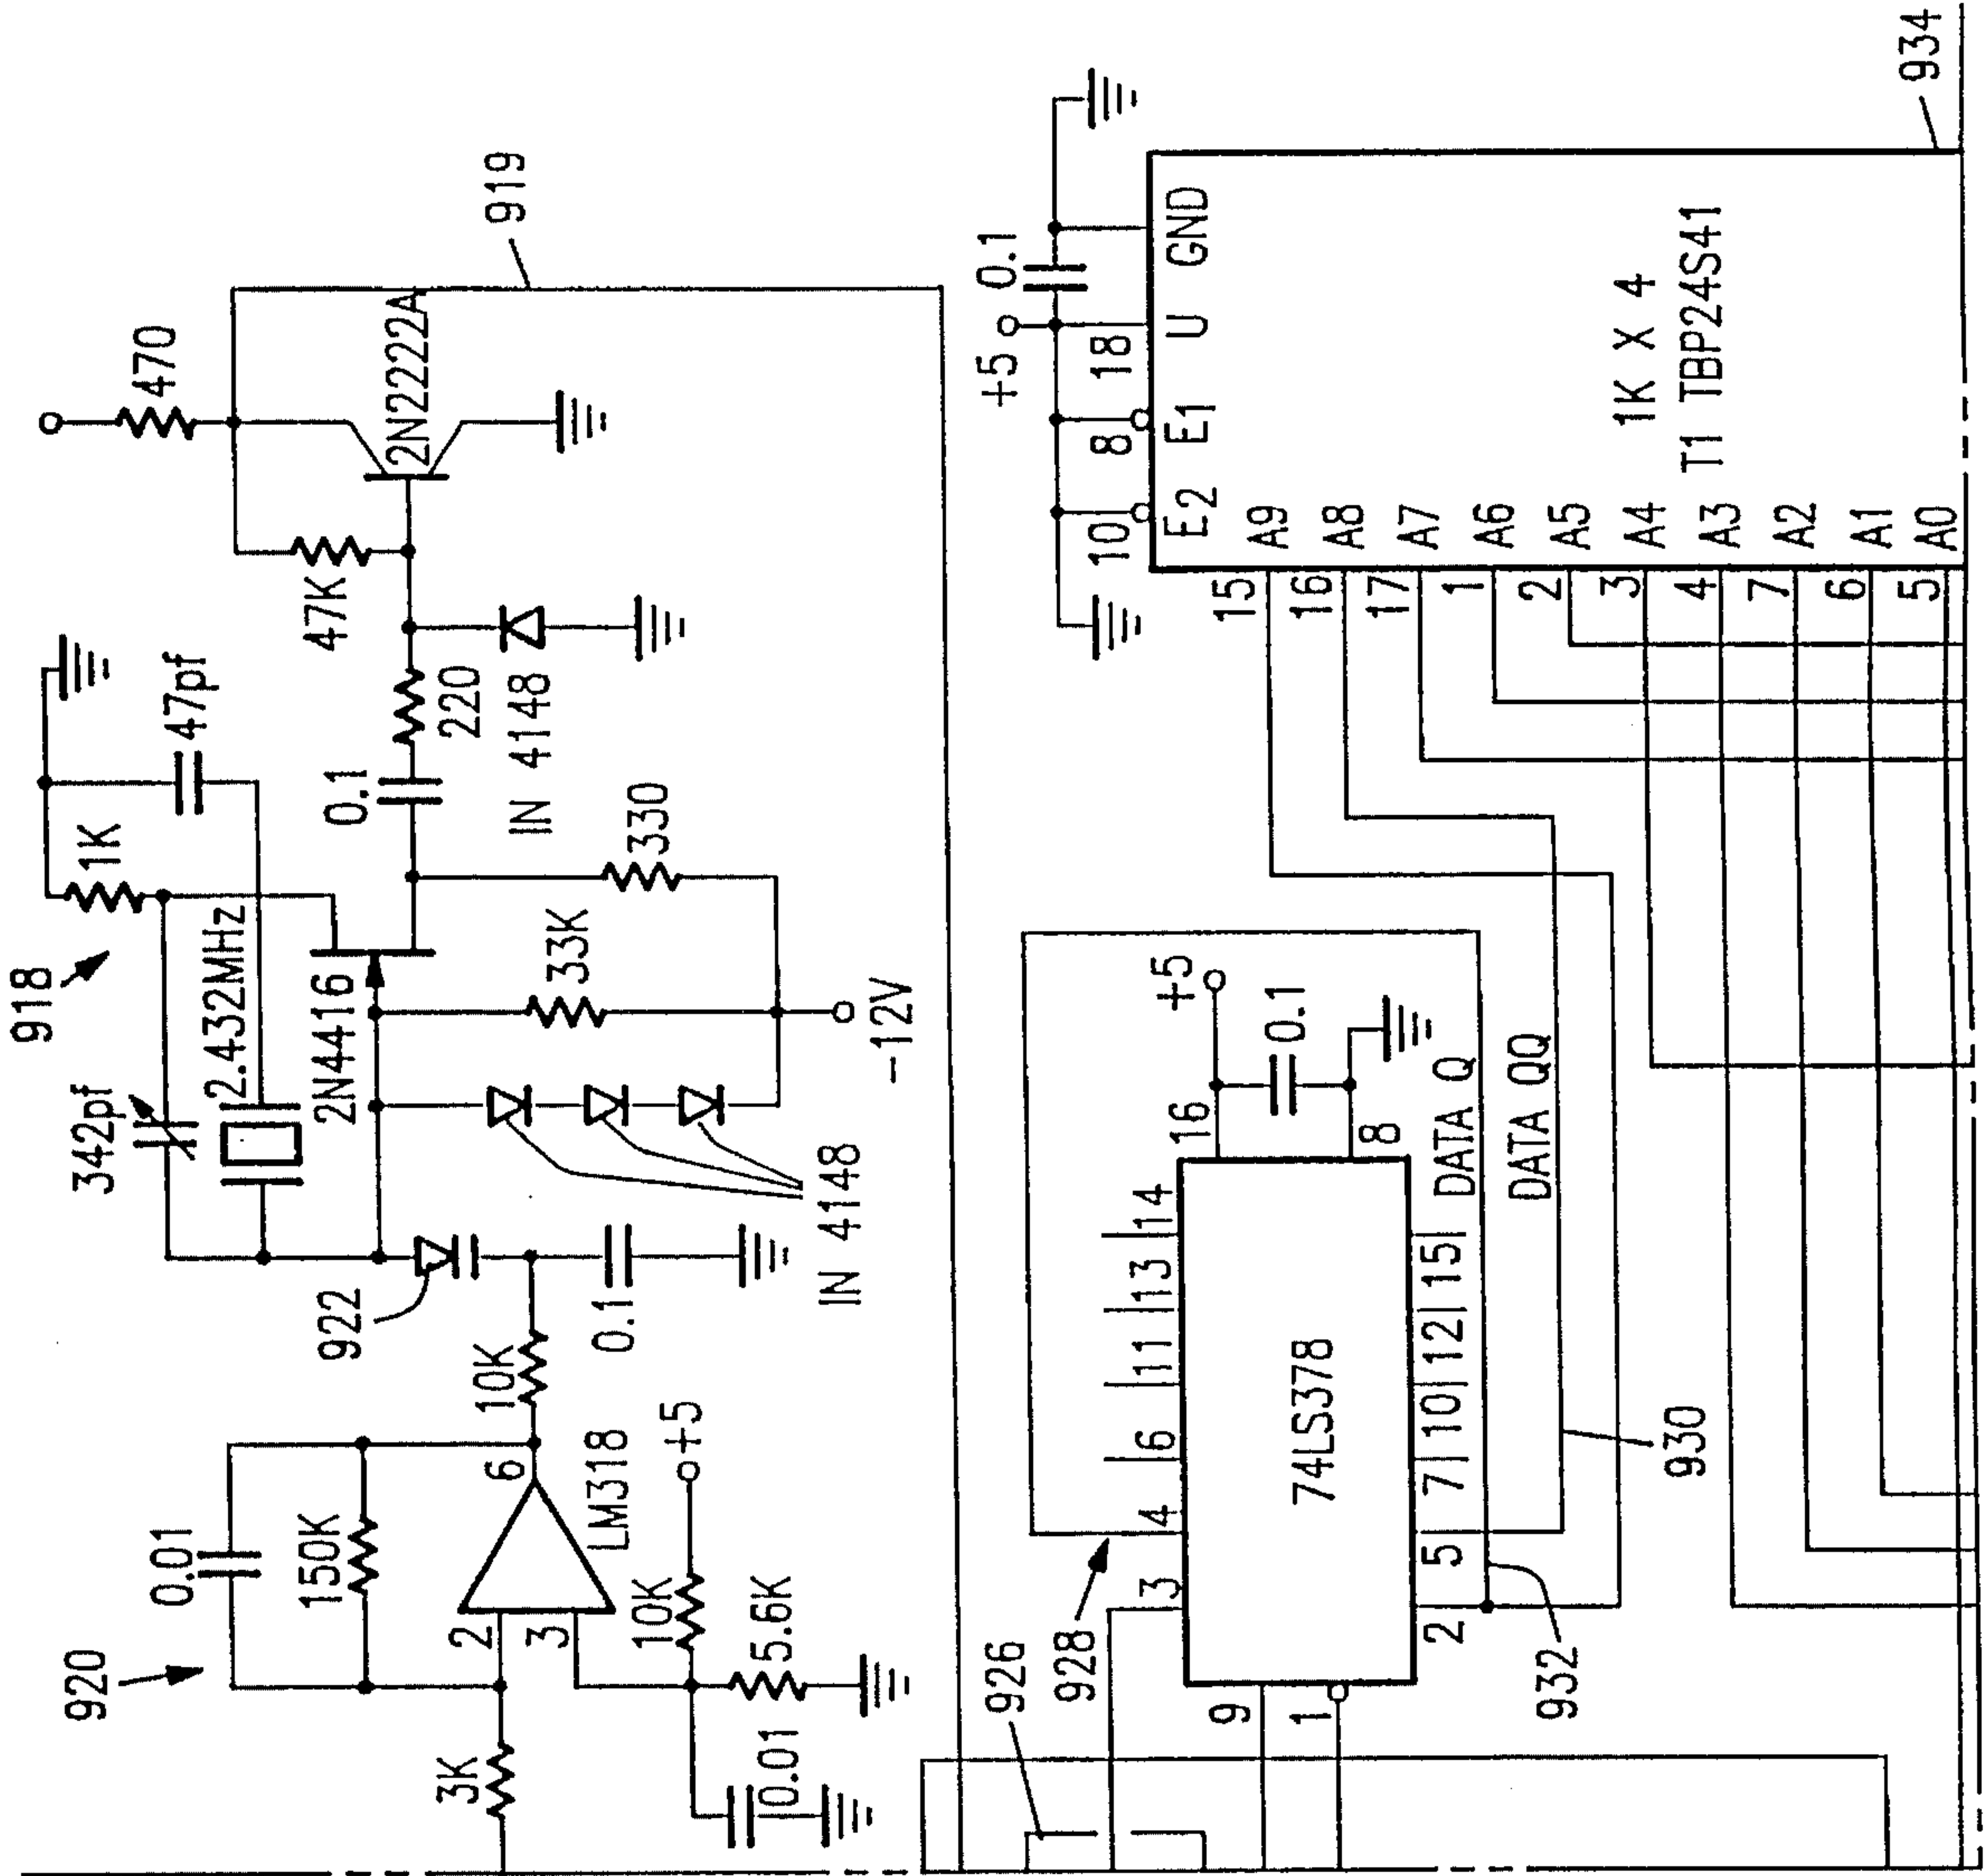 918
342pf
1K
47pf
470
2.432MHz
2N4416
0.1
220
47K
2N2222A
919
920
0.01
150K
922
10K
0.1
33K
330
IN 4148
-12V
IN 4148
2
3
6
LM318
+5
10K
5.6K
3K
0.01
926
928
3
4
6
11
13
14
16
+5
0.1
8
9
1
74LS378
2
5
7
10
12
15
DATA Q
DATA QQ
932
930
+5
0.1
10
8
18
E2
E1
U
GND
15
A9
16
A8
17
A7
1
A6
2
A5
3
A4
4
A3
7
A2
6
A1
5
A0
1K X 4
T1 TBP24S41
934